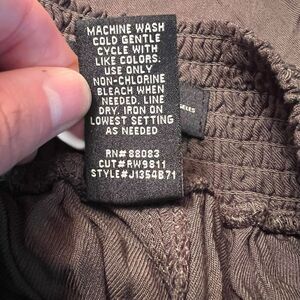 MACHINE WASH
COLD GENTLE
CYCLE WITH
LIKE COLORS.
USE ONLY
NON-CHLORINE
BLEACH WHEN
NEEDED. LINE
DRY. IRON ON
LOWEST SETTING
AS NEEDED
RN# 88083
CUT#RW9811
STYLE#J1354B71